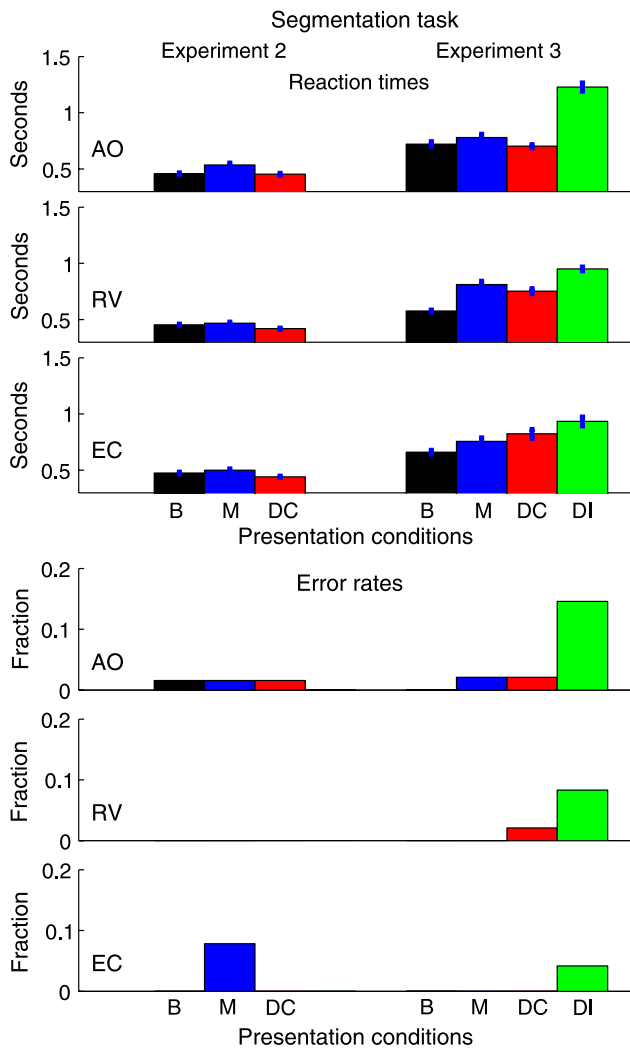 Segmentation task
Experiment 2 Experiment 3
Reaction times
1.5
1
0.5
Seconds
AO
1.5
1
0.5
Seconds
RV
1.5
1
0.5
Seconds
EC
B M DC B M DC DI
Presentation conditions
Error rates
0.2
0.1
0
Fraction
AO
0.2
0.1
0
Fraction
RV
0.2
0.1
0
Fraction
EC
B M DC B M DC DI
Presentation conditions